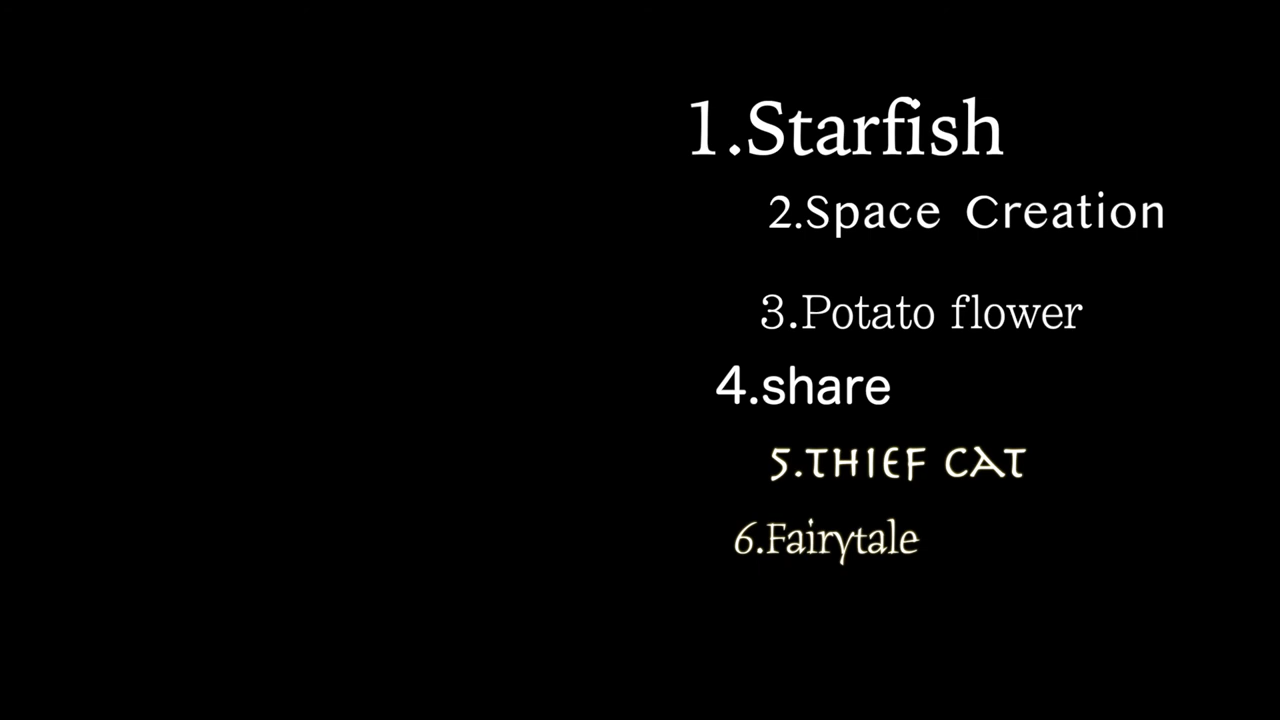 1.Starfish
2.Space Creation
3.Potato flower
4.share
5.THIEF CAT
6.Fairytale